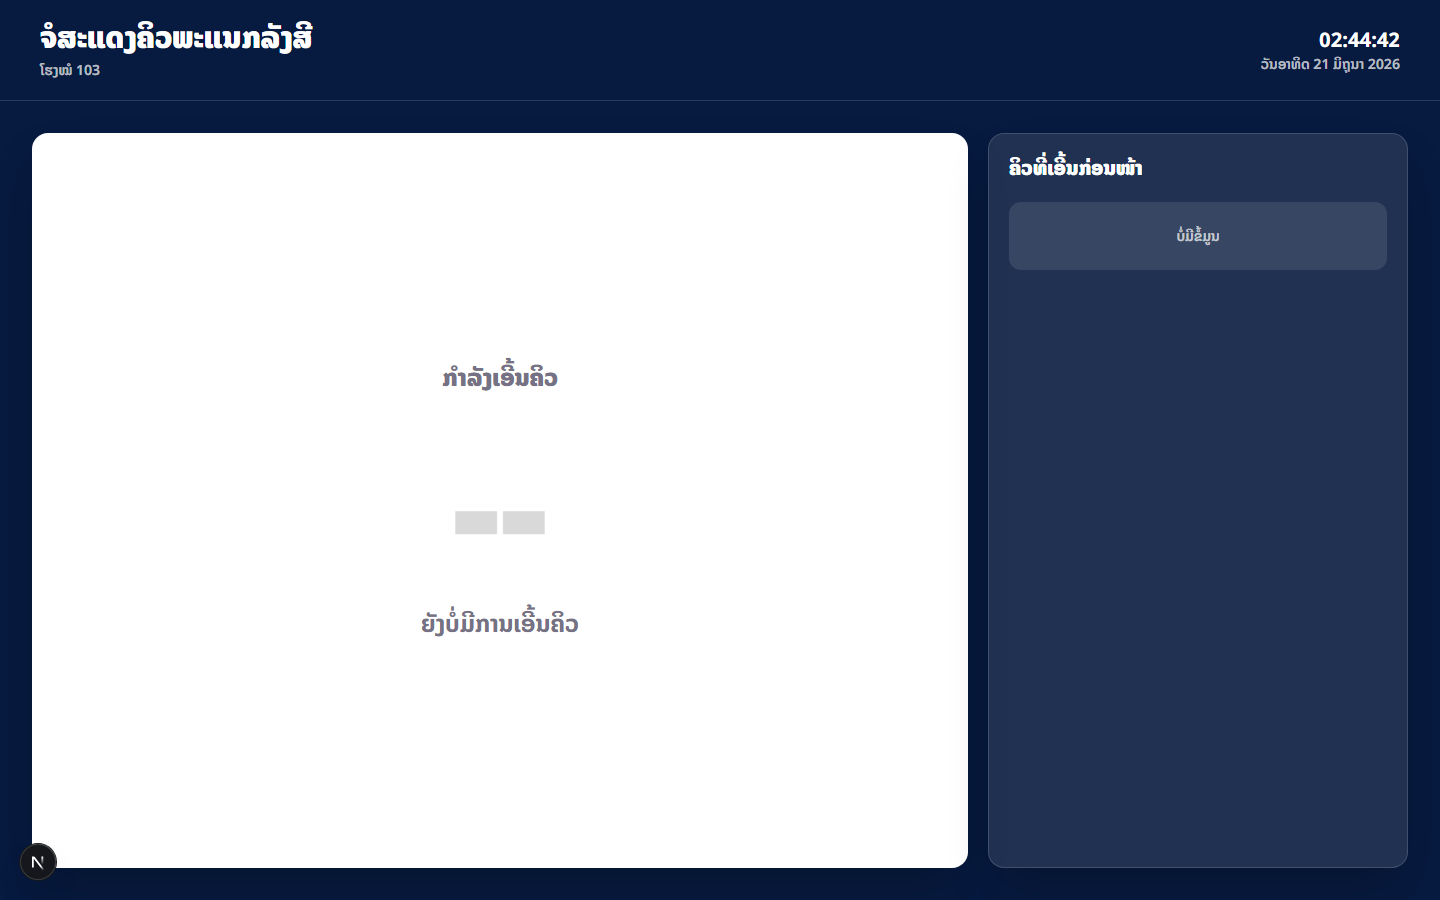 ຈໍສະແດງຄິວພະແນກລັງສີ
ໂຮງໝໍ 103
02:44:42
ວັນອາທິດ 21 ມິຖຸນາ 2026
ກຳລັງເອີ້ນຄິວ
--
ຍັງບໍ່ມີການເອີ້ນຄິວ
ຄິວທີ່ເອີ້ນກ່ອນໜ້າ
ບໍ່ມີຂໍ້ມູນ
N